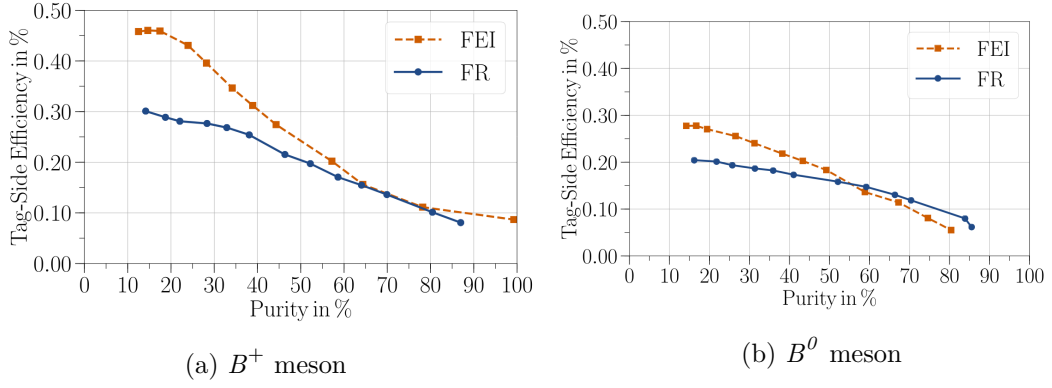 Tag-Side Efficiency in %
0.50
0.40
0.30
0.20
0.10
0.00
FEI
FR
0 10 20 30 40 50 60 70 80 90 100
Purity in %
(a) B+ meson
Tag-Side Efficiency in %
0.50
0.40
0.30
0.20
0.10
0.00
FEI
FR
0 10 20 30 40 50 60 70 80 90 100
Purity in %
(b) B0 meson